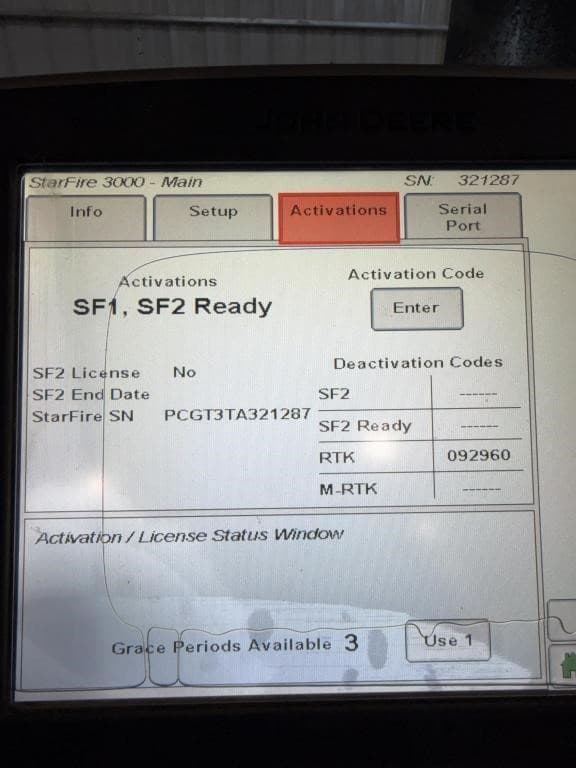 JOHN DEERE
StarFire 3000 - Main SN: 321287
Info Setup Activations Serial Port
Activations
SF1, SF2 Ready
Activation Code
Enter
SF2 License No
SF2 End Date
StarFire SN PCGT3TA321287
Deactivation Codes
SF2 ------
SF2 Ready ------
RTK 092960
M-RTK ------
Activation / License Status Window
Grace Periods Available 3 Use 1